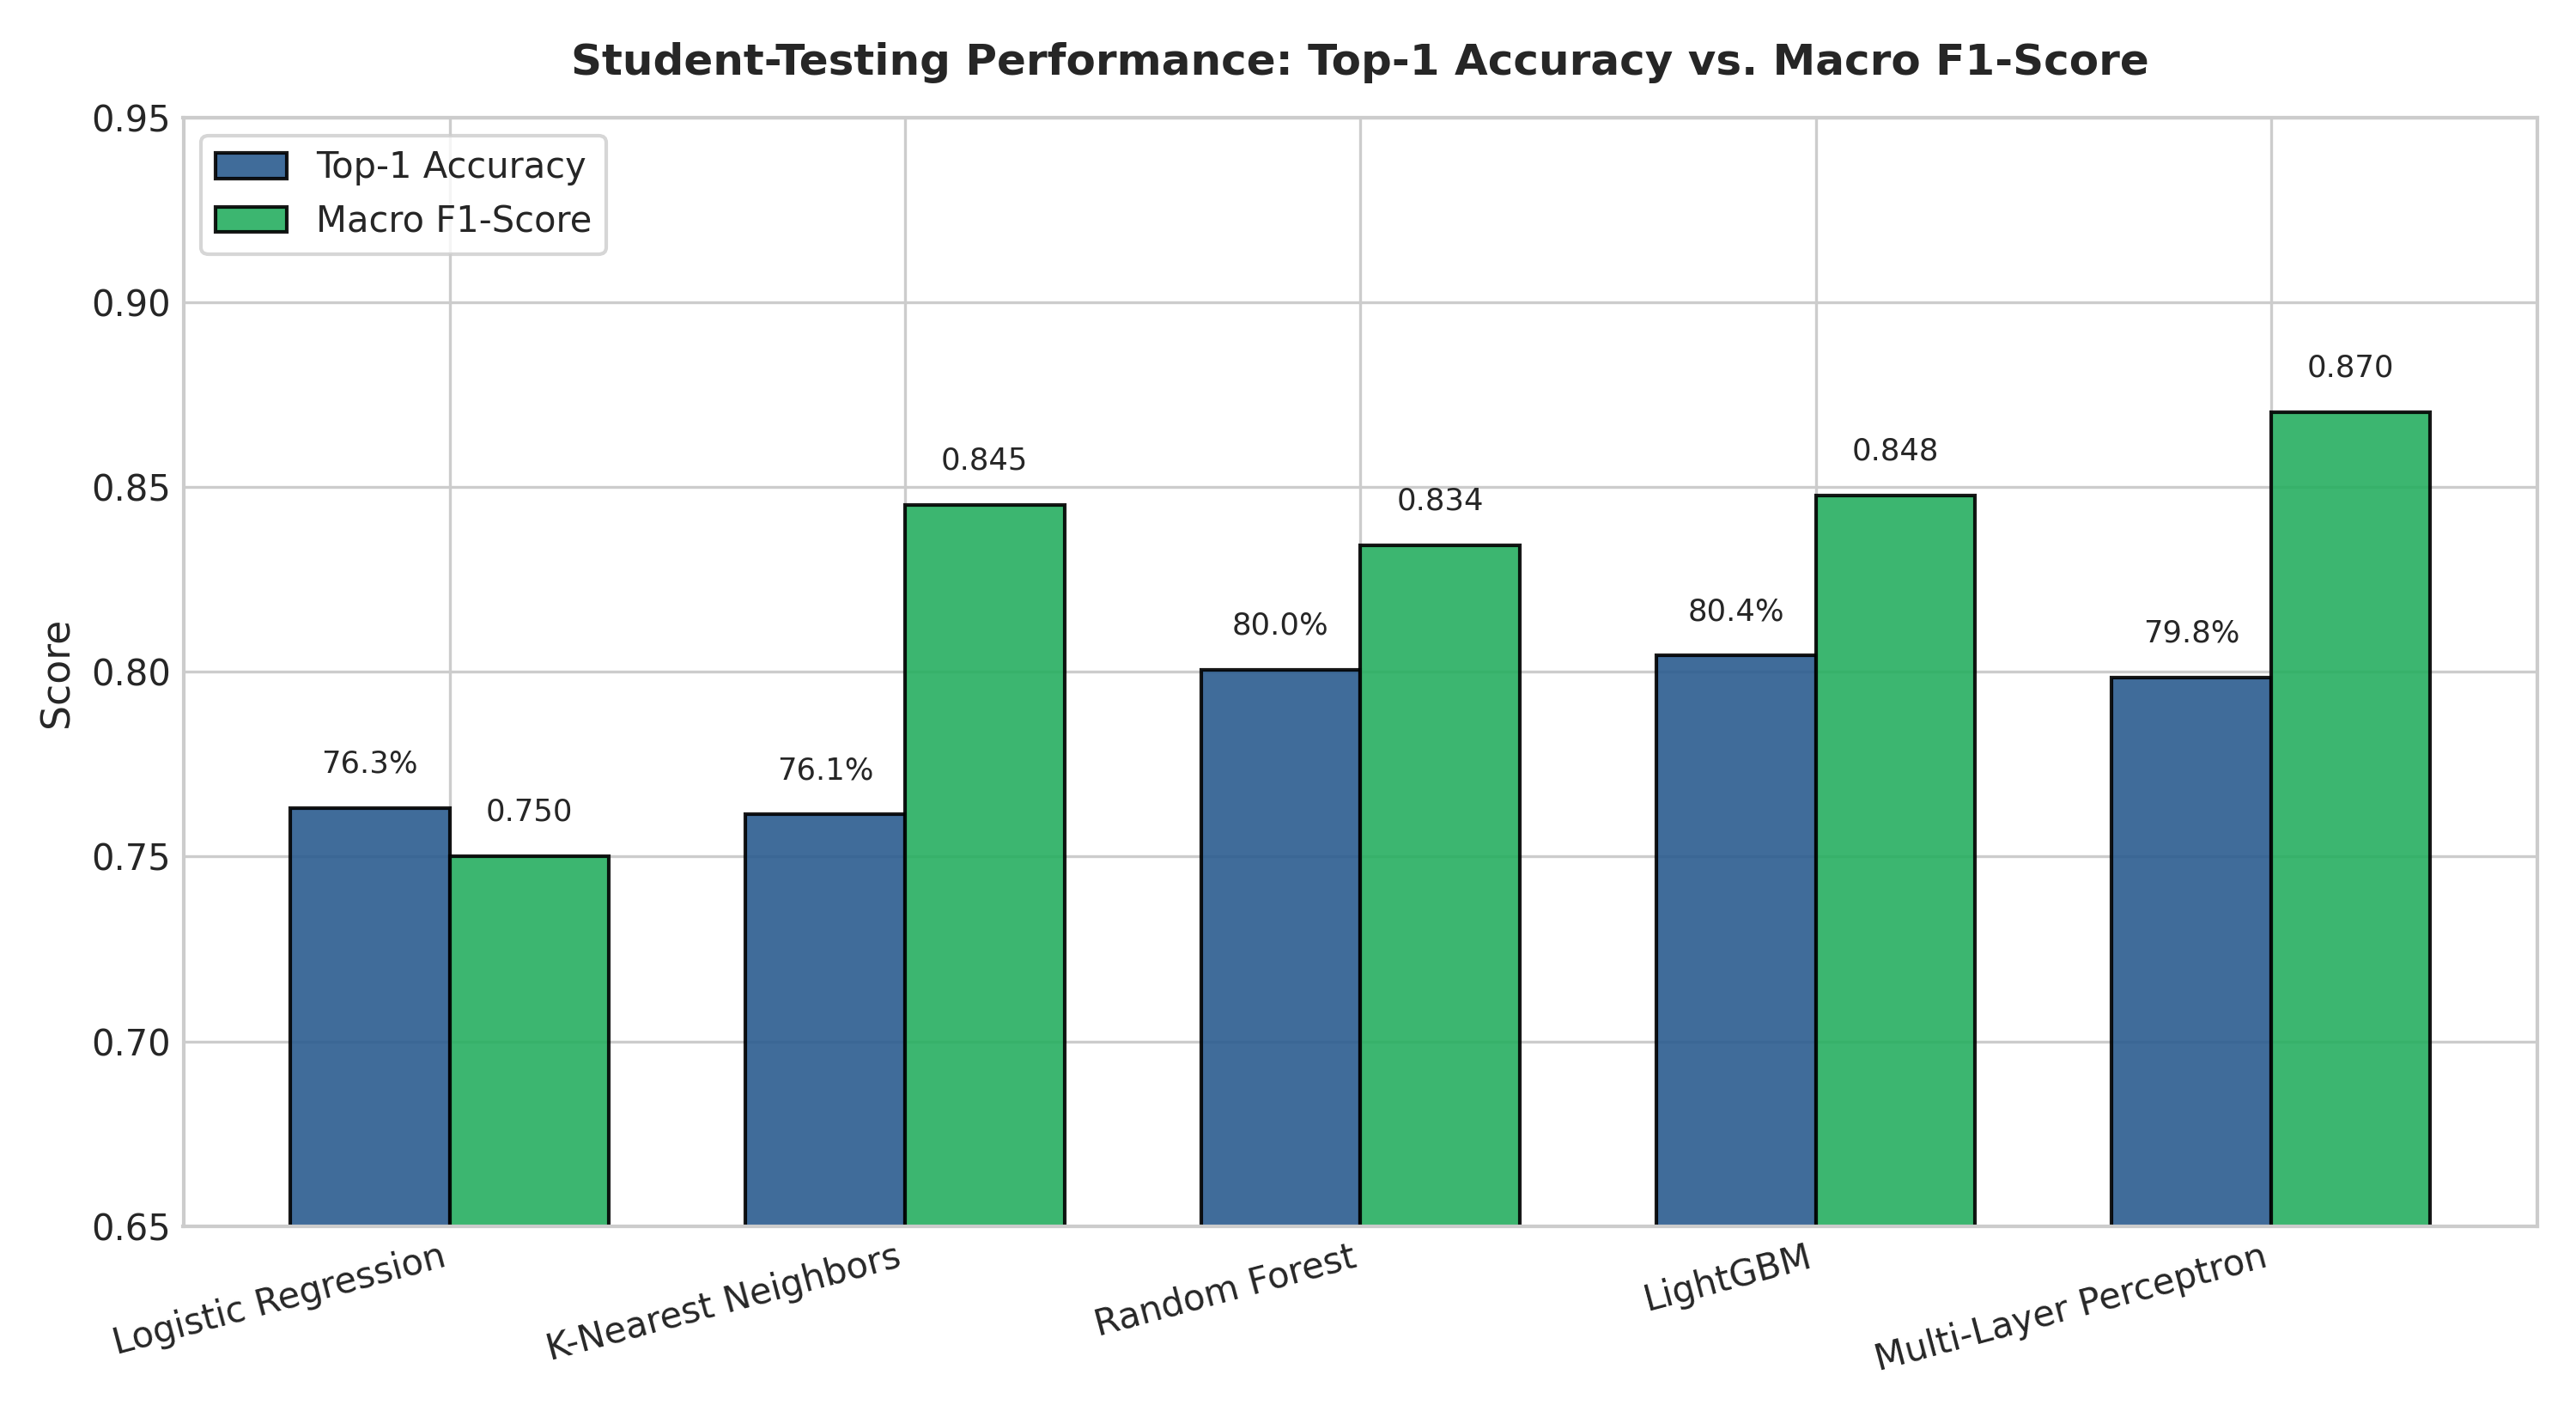 Student-Testing Performance: Top-1 Accuracy vs. Macro F1-Score
Top-1 Accuracy
Macro F1-Score
Score
0.95
0.90
0.85
0.80
0.75
0.70
0.65
76.3%
0.750
76.1%
0.845
80.0%
0.834
80.4%
0.848
79.8%
0.870
Logistic Regression
K-Nearest Neighbors
Random Forest
LightGBM
Multi-Layer Perceptron